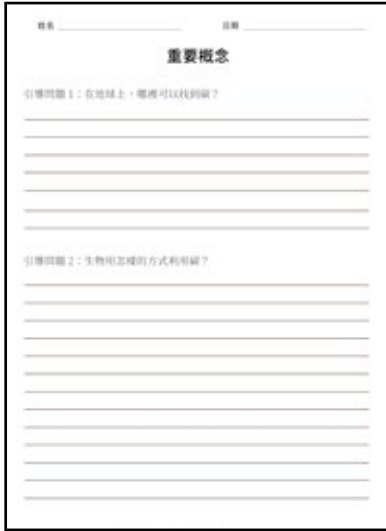 姓名 日期
重要概念
引導問題 1：在地球上，哪裡可以找到碳？
引導問題 2：生物用怎樣的方式利用碳？